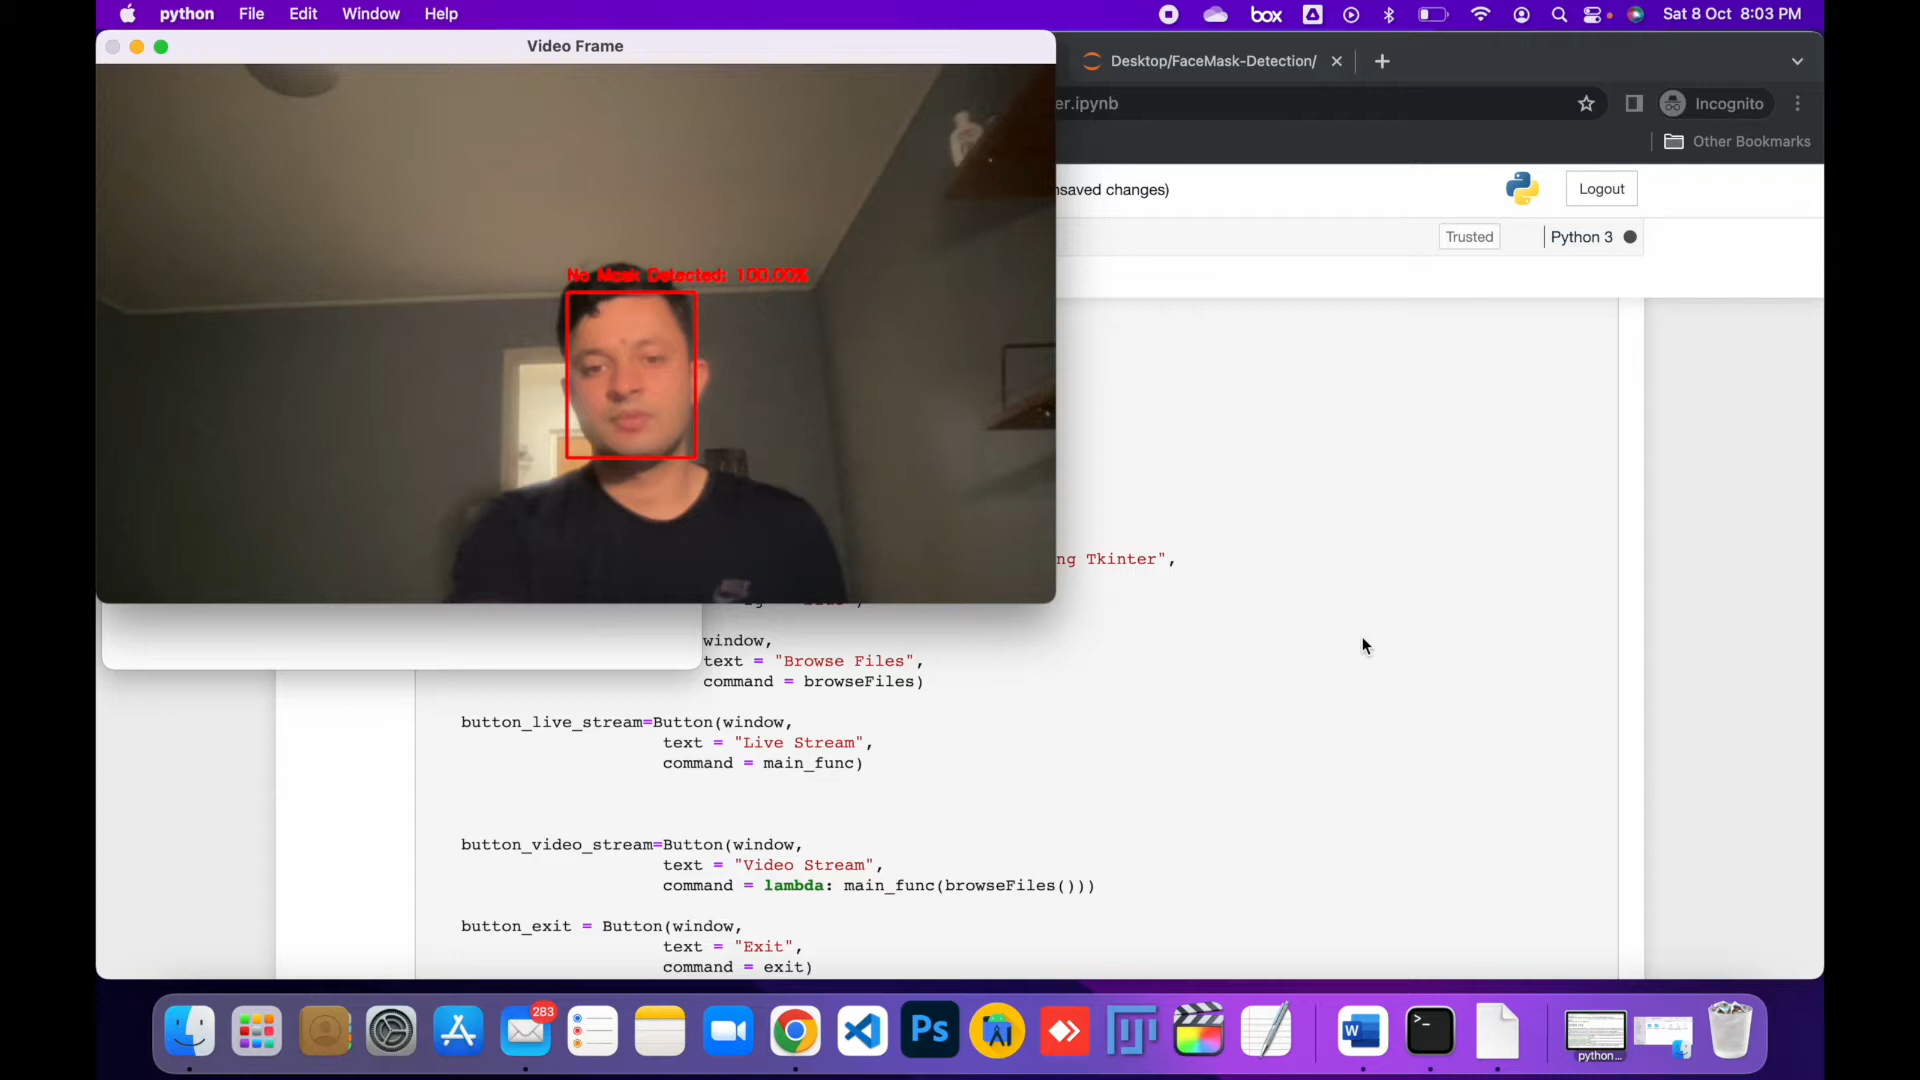 python File Edit Window Help
box
Sat 8 Oct 8:03 PM
Video Frame
Desktop/FaceMask-Detection/
er.ipynb
Incognito
Other Bookmarks
nsaved changes)
Logout
Trusted
Python 3
No Mask Detected: 100.00%
ng Tkinter",
window,
text = "Browse Files",
command = browseFiles)
button_live_stream=Button(window,
text = "Live Stream",
command = main_func)
button_video_stream=Button(window,
text = "Video Stream",
command = lambda: main_func(browseFiles()))
button_exit = Button(window,
text = "Exit",
command = exit)
283
Ps
W
>_
python...